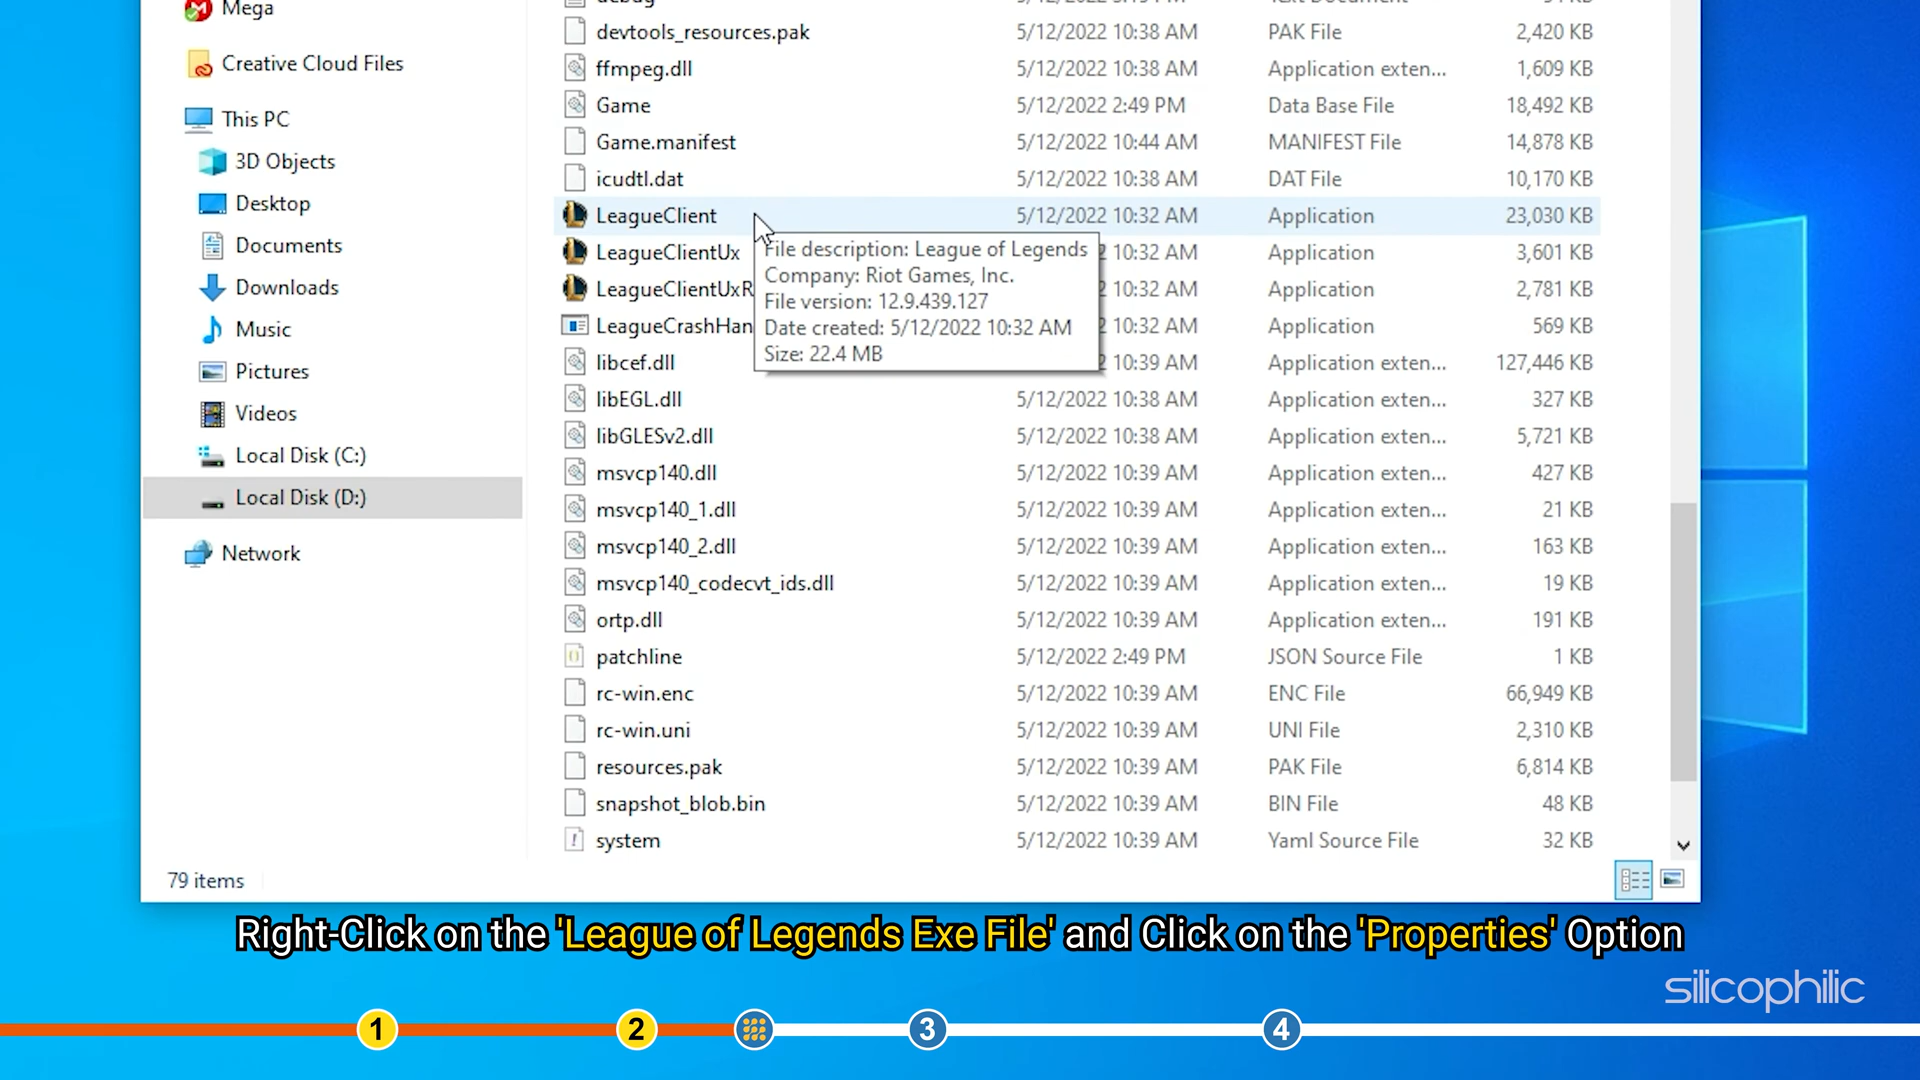 Mega
Creative Cloud Files
This PC
3D Objects
Desktop
Documents
Downloads
Music
Pictures
Videos
Local Disk (C:)
Local Disk (D:)
Network
devtools_resources.pak 5/12/2022 10:38 AM PAK File 2,420 KB
ffmpeg.dll 5/12/2022 10:38 AM Application exten... 1,609 KB
Game 5/12/2022 2:49 PM Data Base File 18,492 KB
Game.manifest 5/12/2022 10:44 AM MANIFEST File 14,878 KB
icudtl.dat 5/12/2022 10:38 AM DAT File 10,170 KB
LeagueClient 5/12/2022 10:32 AM Application 23,030 KB
LeagueClientUx 2 10:32 AM Application 3,601 KB
LeagueClientUxR 2 10:32 AM Application 2,781 KB
LeagueCrashHan 2 10:32 AM Application 569 KB
libcef.dll 2 10:39 AM Application exten... 127,446 KB
File description: League of Legends
Company: Riot Games, Inc.
File version: 12.9.439.127
Date created: 5/12/2022 10:32 AM
Size: 22.4 MB
libEGL.dll 5/12/2022 10:38 AM Application exten... 327 KB
libGLESv2.dll 5/12/2022 10:38 AM Application exten... 5,721 KB
msvcp140.dll 5/12/2022 10:39 AM Application exten... 427 KB
msvcp140_1.dll 5/12/2022 10:39 AM Application exten... 21 KB
msvcp140_2.dll 5/12/2022 10:39 AM Application exten... 163 KB
msvcp140_codecvt_ids.dll 5/12/2022 10:39 AM Application exten... 19 KB
ortp.dll 5/12/2022 10:39 AM Application exten... 191 KB
patchline 5/12/2022 2:49 PM JSON Source File 1 KB
rc-win.enc 5/12/2022 10:39 AM ENC File 66,949 KB
rc-win.uni 5/12/2022 10:39 AM UNI File 2,310 KB
resources.pak 5/12/2022 10:39 AM PAK File 6,814 KB
snapshot_blob.bin 5/12/2022 10:39 AM BIN File 48 KB
system 5/12/2022 10:39 AM Yaml Source File 32 KB
79 items
Right-Click on the 'League of Legends Exe File' and Click on the 'Properties' Option
silicophilic
1 2 3 4